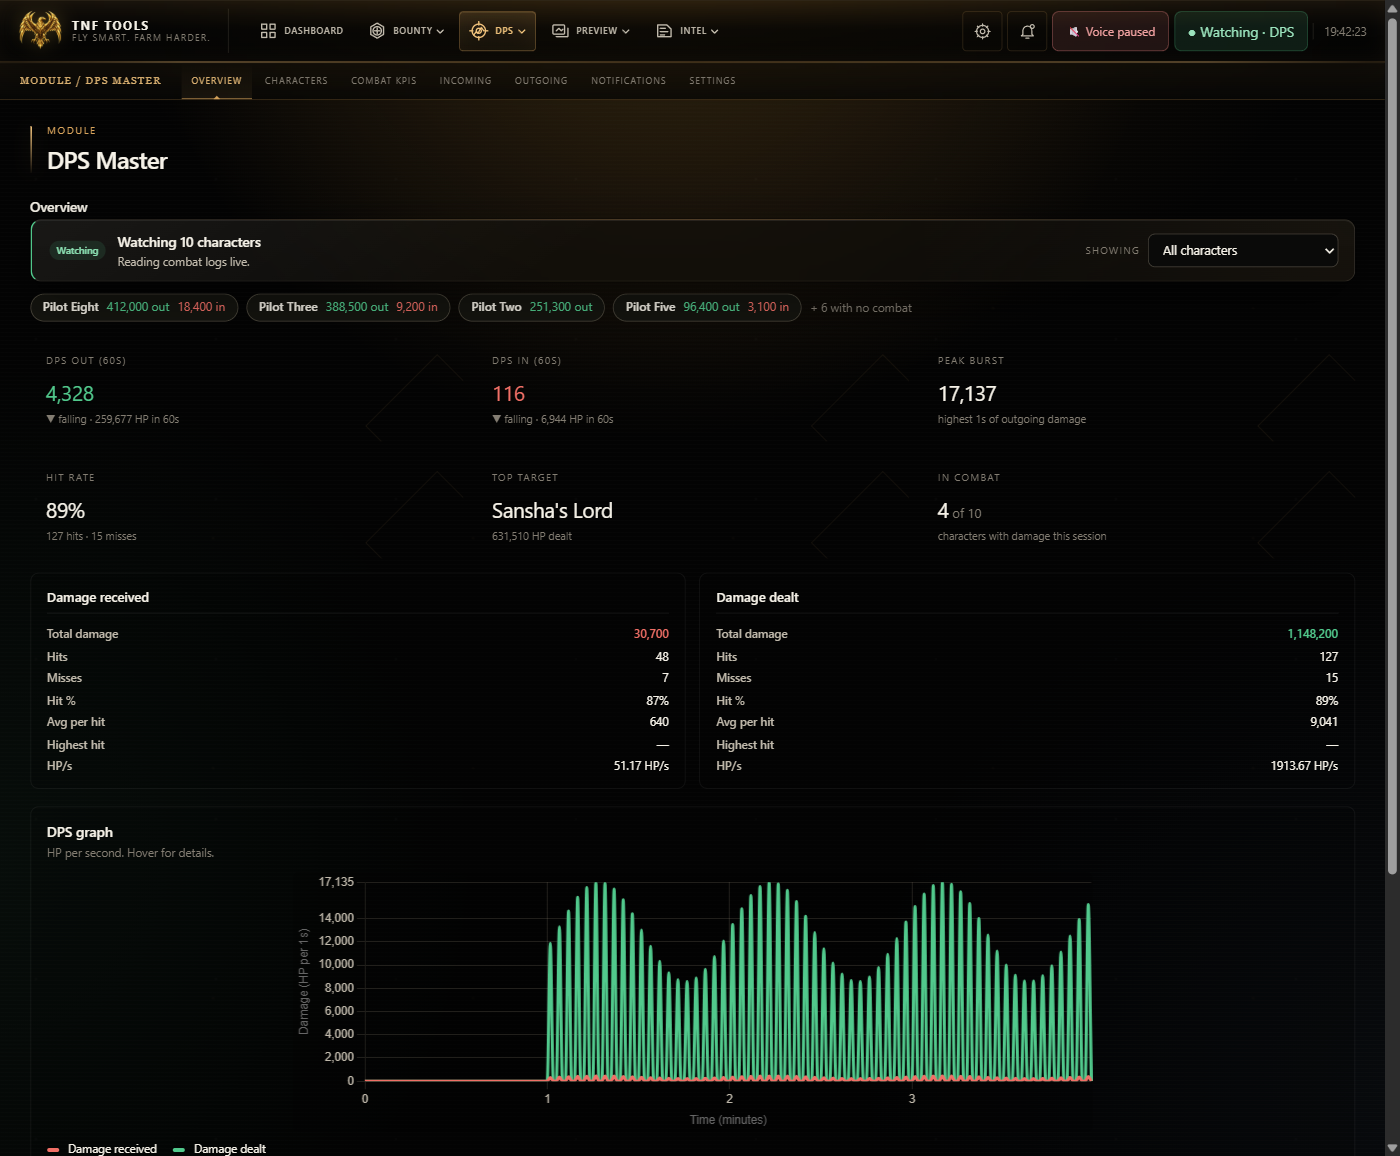 TNF TOOLS
FLY SMART. FARM HARDER.
DASHBOARD
BOUNTY
DPS
PREVIEW
INTEL
Voice paused
Watching · DPS
19:42:23
MODULE / DPS MASTER
OVERVIEW
CHARACTERS
COMBAT KPIS
INCOMING
OUTGOING
NOTIFICATIONS
SETTINGS
MODULE
DPS Master
Overview
Watching
Watching 10 characters
Reading combat logs live.
SHOWING
All characters
Pilot Eight 412,000 out 18,400 in
Pilot Three 388,500 out 9,200 in
Pilot Two 251,300 out
Pilot Five 96,400 out 3,100 in
+ 6 with no combat
DPS OUT (60S)
4,328
▼ falling · 259,677 HP in 60s
DPS IN (60S)
116
▼ falling · 6,944 HP in 60s
PEAK BURST
17,137
highest 1s of outgoing damage
HIT RATE
89%
127 hits · 15 misses
TOP TARGET
Sansha's Lord
631,510 HP dealt
IN COMBAT
4 of 10
characters with damage this session
Damage received
Total damage 30,700
Hits 48
Misses 7
Hit % 87%
Avg per hit 640
Highest hit —
HP/s 51.17 HP/s
Damage dealt
Total damage 1,148,200
Hits 127
Misses 15
Hit % 89%
Avg per hit 9,041
Highest hit —
HP/s 1913.67 HP/s
DPS graph
HP per second. Hover for details.
Damage (HP per 1s)
17,135
14,000
12,000
10,000
8,000
6,000
4,000
2,000
0
0 1 2 3
Time (minutes)
Damage received
Damage dealt